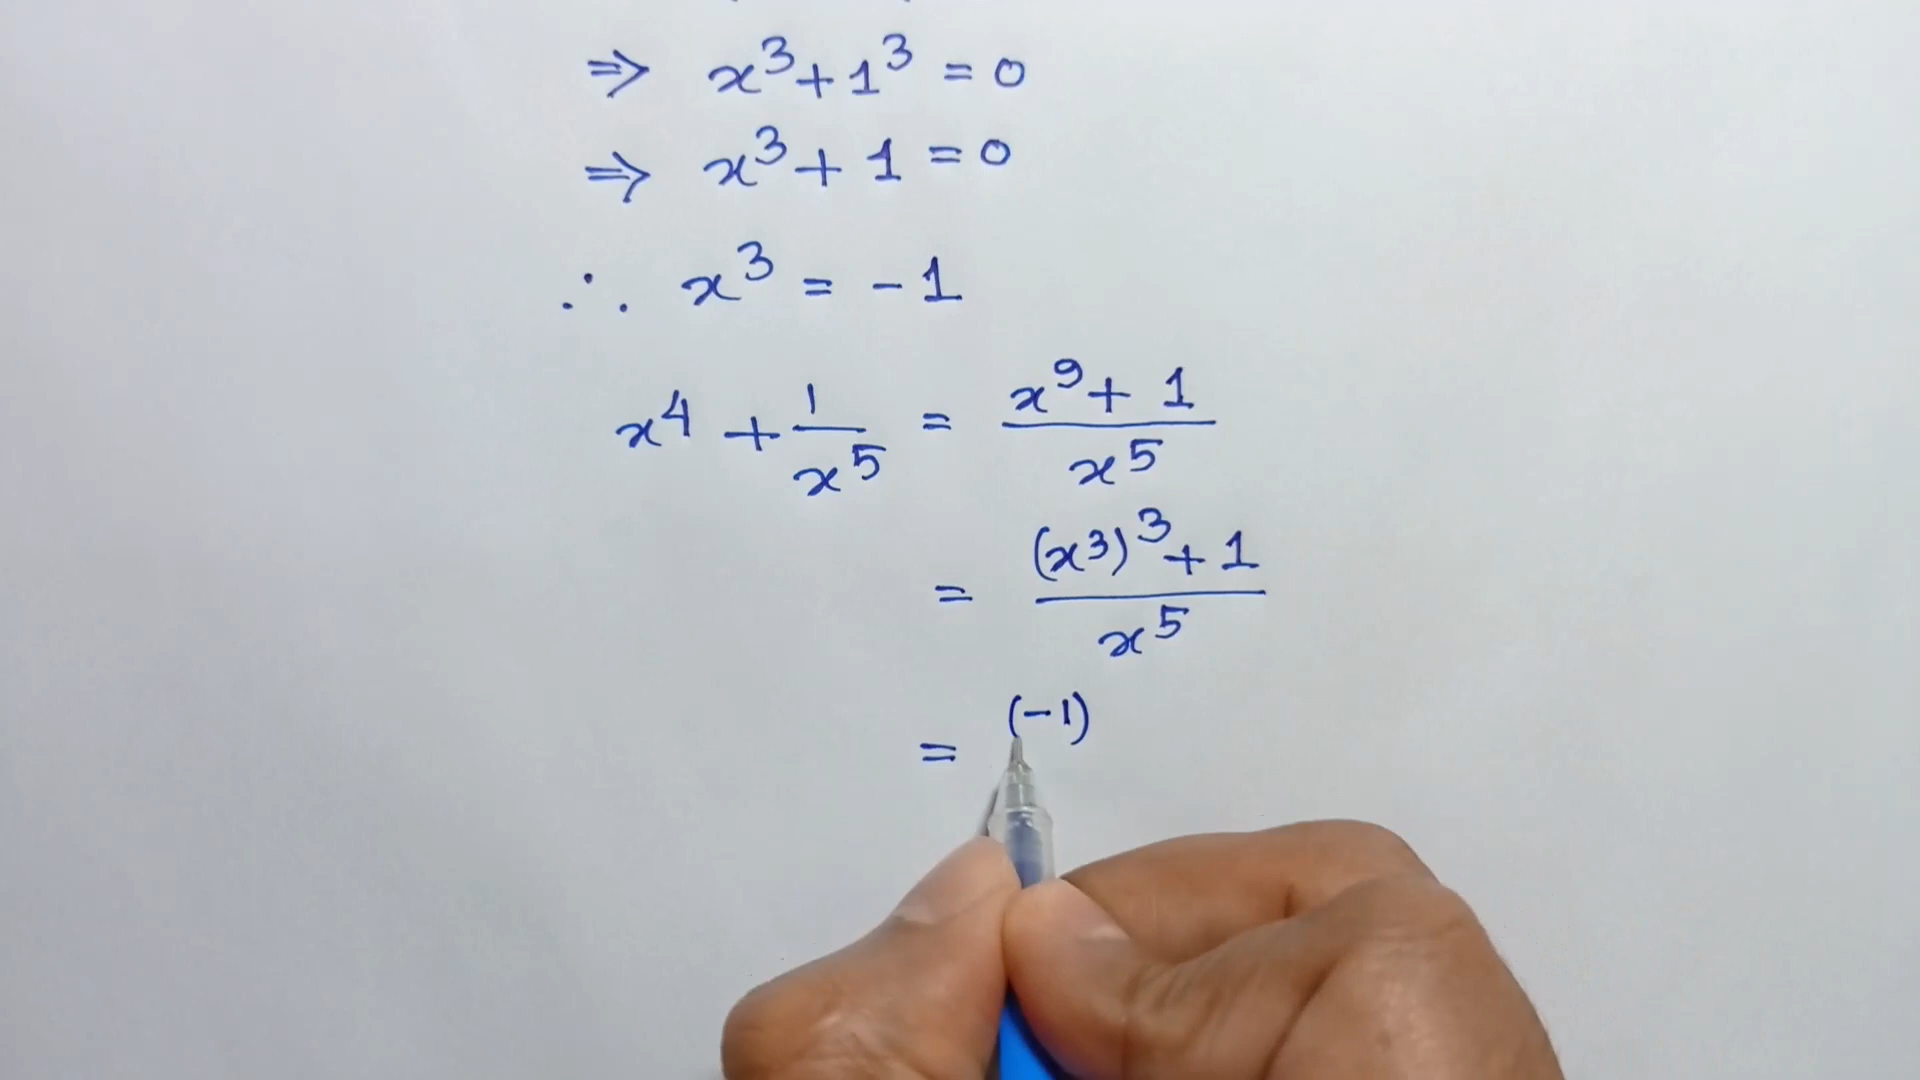 ⇒ x³ + 1³ = 0
⇒ x³ + 1 = 0
∴ x³ = -1
x⁴ + 1/x⁵ = (x⁹ + 1)/x⁵
= ((x³)³ + 1)/x⁵
= (-1)